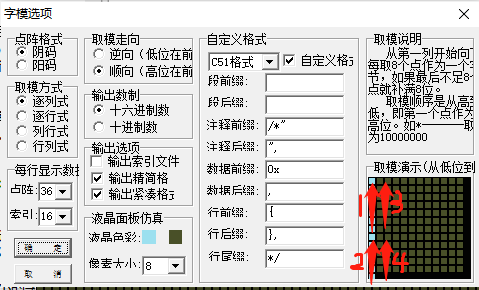 字模选项
点阵格式
阴码
阳码
取模方式
逐列式
逐行式
列行式
行列式
每行显示数据
点阵: 36
索引: 16
确 定
取 消
取模走向
逆向(低位在前
顺向(高位在前
输出数制
十六进制数
十进制数
输出选项
输出索引文件
输出精简格
输出紧凑格式
液晶面板仿真
液晶色彩:
像素大小: 8
自定义格式
C51格式
自定义格式
段前缀:
段后缀:
注释前缀: /*"
注释后缀: ",
数据前缀: 0x
数据后缀: ,
行前缀: {
行后缀: },
行尾缀: */
取模说明
从第一列开始向下
每取8个点作为一个字
节,如果最后不足8个
点就补满8位。
取模顺序是从高到
低,即第一个点作为
高位。如*-------取
为10000000
取模演示(从低位到
1 3
2 4